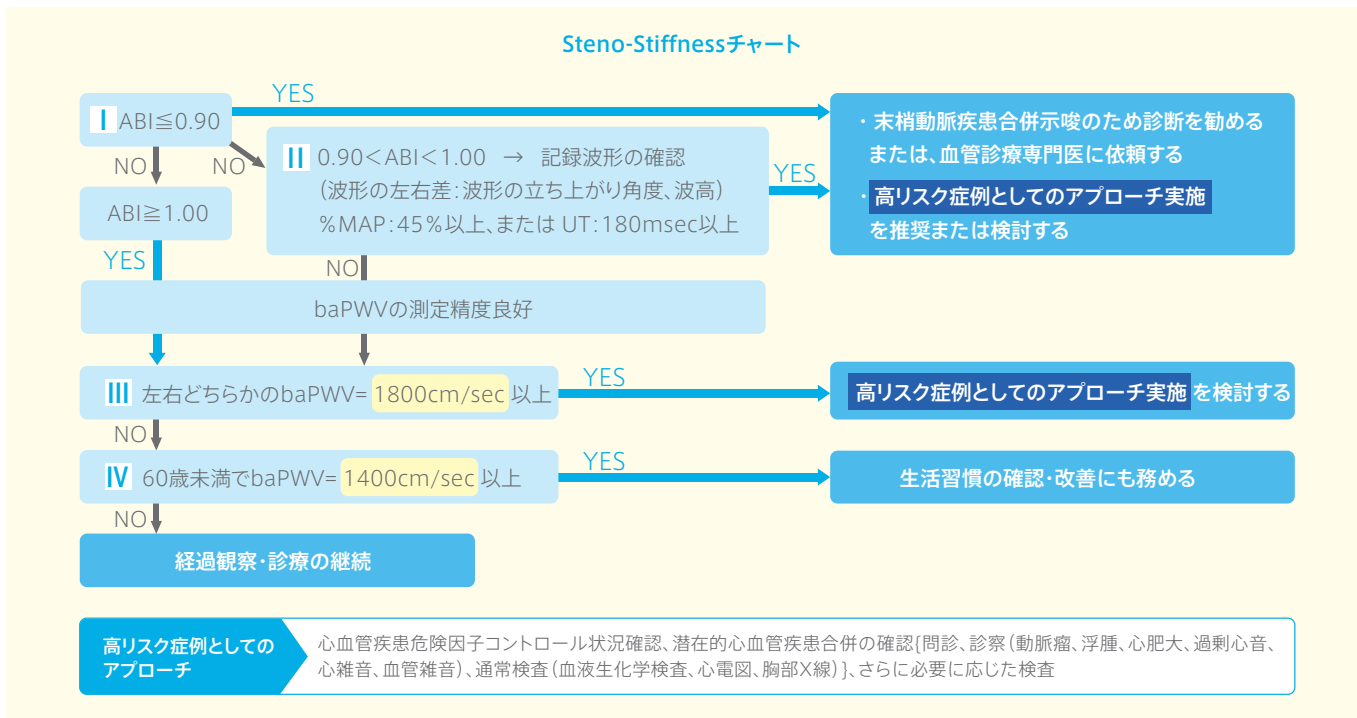 Steno-Stiffnessチャート
YES
I ABI≦0.90
NO
NO
ABI≧1.00
YES
II 0.90<ABI<1.00 → 記録波形の確認
(波形の左右差:波形の立ち上がり角度、波高)
%MAP:45%以上、または UT:180msec以上
YES
NO
・末梢動脈疾患合併示唆のため診断を勧める
または、血管診療専門医に依頼する
・高リスク症例としてのアプローチ実施
を推奨または検討する
baPWVの測定精度良好
III 左右どちらかのbaPWV= 1800cm/sec 以上
YES
高リスク症例としてのアプローチ実施 を検討する
NO
IV 60歳未満でbaPWV= 1400cm/sec 以上
YES
生活習慣の確認・改善にも務める
NO
経過観察・診療の継続
高リスク症例としての
アプローチ
心血管疾患危険因子コントロール状況確認、潜在的心血管疾患合併の確認{問診、診察(動脈瘤、浮腫、心肥大、過剰心音、
心雑音、血管雑音)、通常検査(血液生化学検査、心電図、胸部X線)}、さらに必要に応じた検査